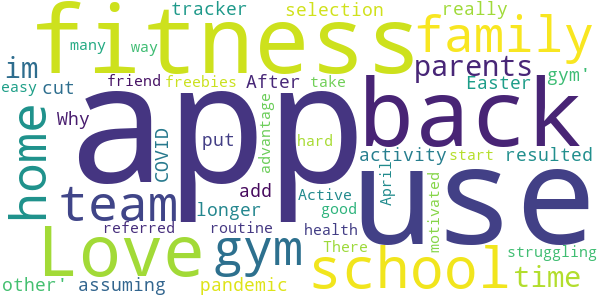 tracker selection really
many way fitness family
im friend freebies After take parents
easy cut Easter gym'
Why app back
home COVID put advantage hard activity start resulted
team add Active April motivated use
longer good
Love referred routine health There struggling
gym school time
other' assuming pandemic